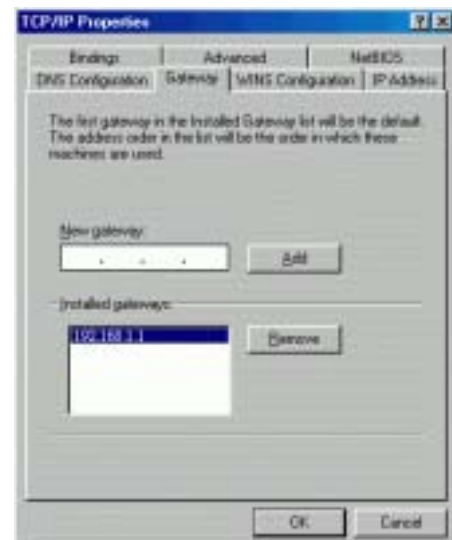 TCP/IP Properties
Bindings Advanced NetBIOS
DNS Configuration Gateway WINS Configuration IP Address
The first gateway in the Installed Gateway list will be the default.
The address order in the list will be the order in which these
machines are used.
New gateway:
. . .
Add
Installed gateways:
192.168.1.1
Remove
OK Cancel